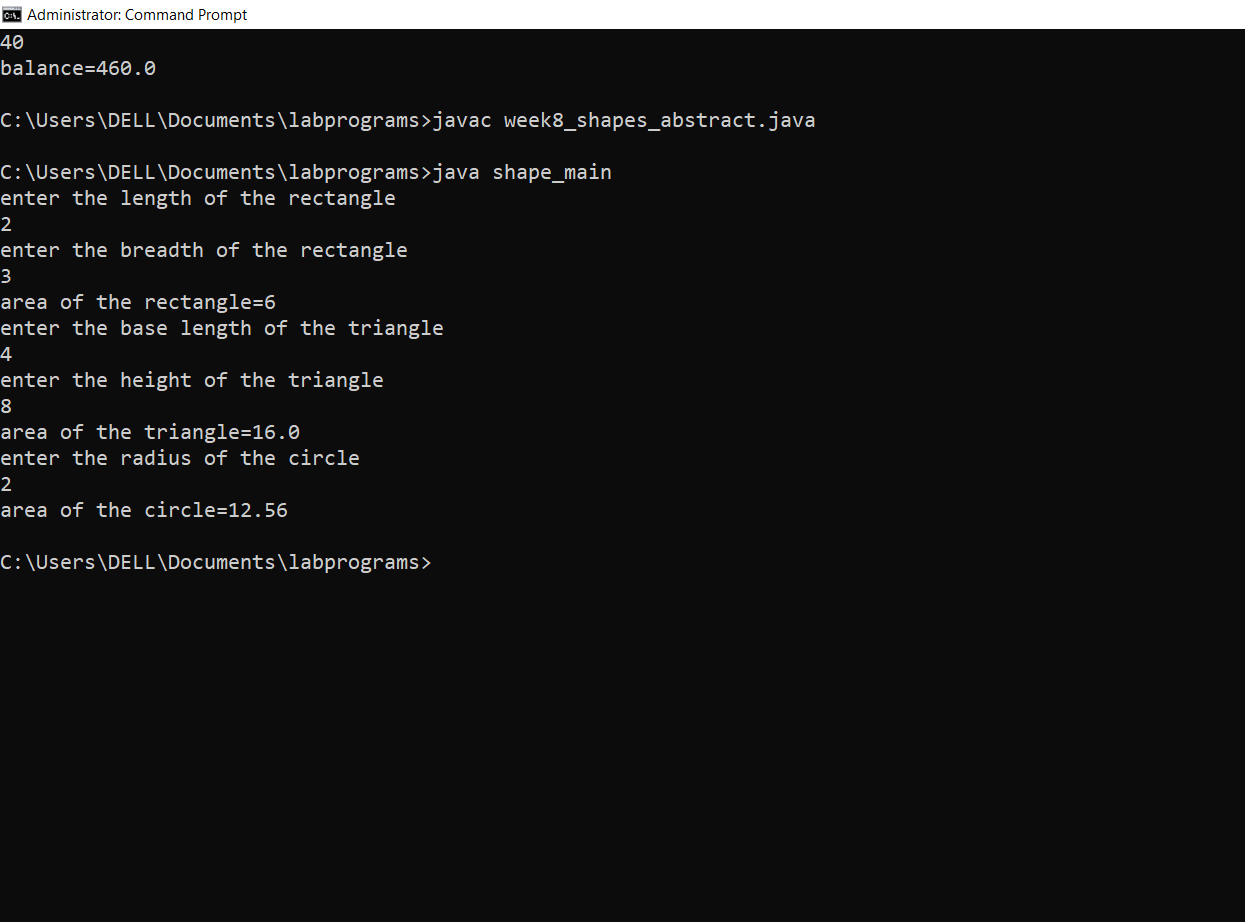 Administrator: Command Prompt
40
balance=460.0
C:\Users\DELL\Documents\labprograms>javac week8_shapes_abstract.java
C:\Users\DELL\Documents\labprograms>java shape_main
enter the length of the rectangle
2
enter the breadth of the rectangle
3
area of the rectangle=6
enter the base length of the triangle
4
enter the height of the triangle
8
area of the triangle=16.0
enter the radius of the circle
2
area of the circle=12.56
C:\Users\DELL\Documents\labprograms>